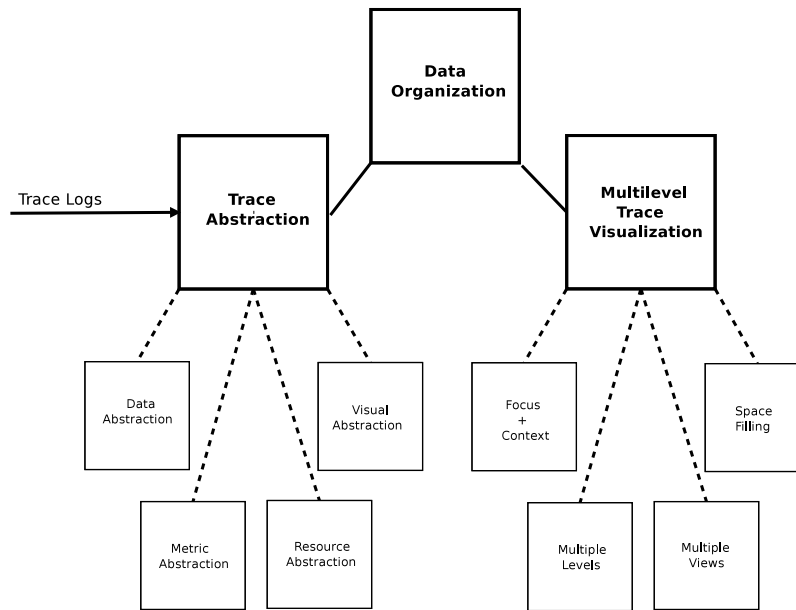 Data
Organization
Trace Logs
Trace
Abstraction
Multilevel
Trace
Visualization
Data
Abstraction
Visual
Abstraction
Focus
+
Context
Space
Filling
Metric
Abstraction
Resource
Abstraction
Multiple
Levels
Multiple
Views